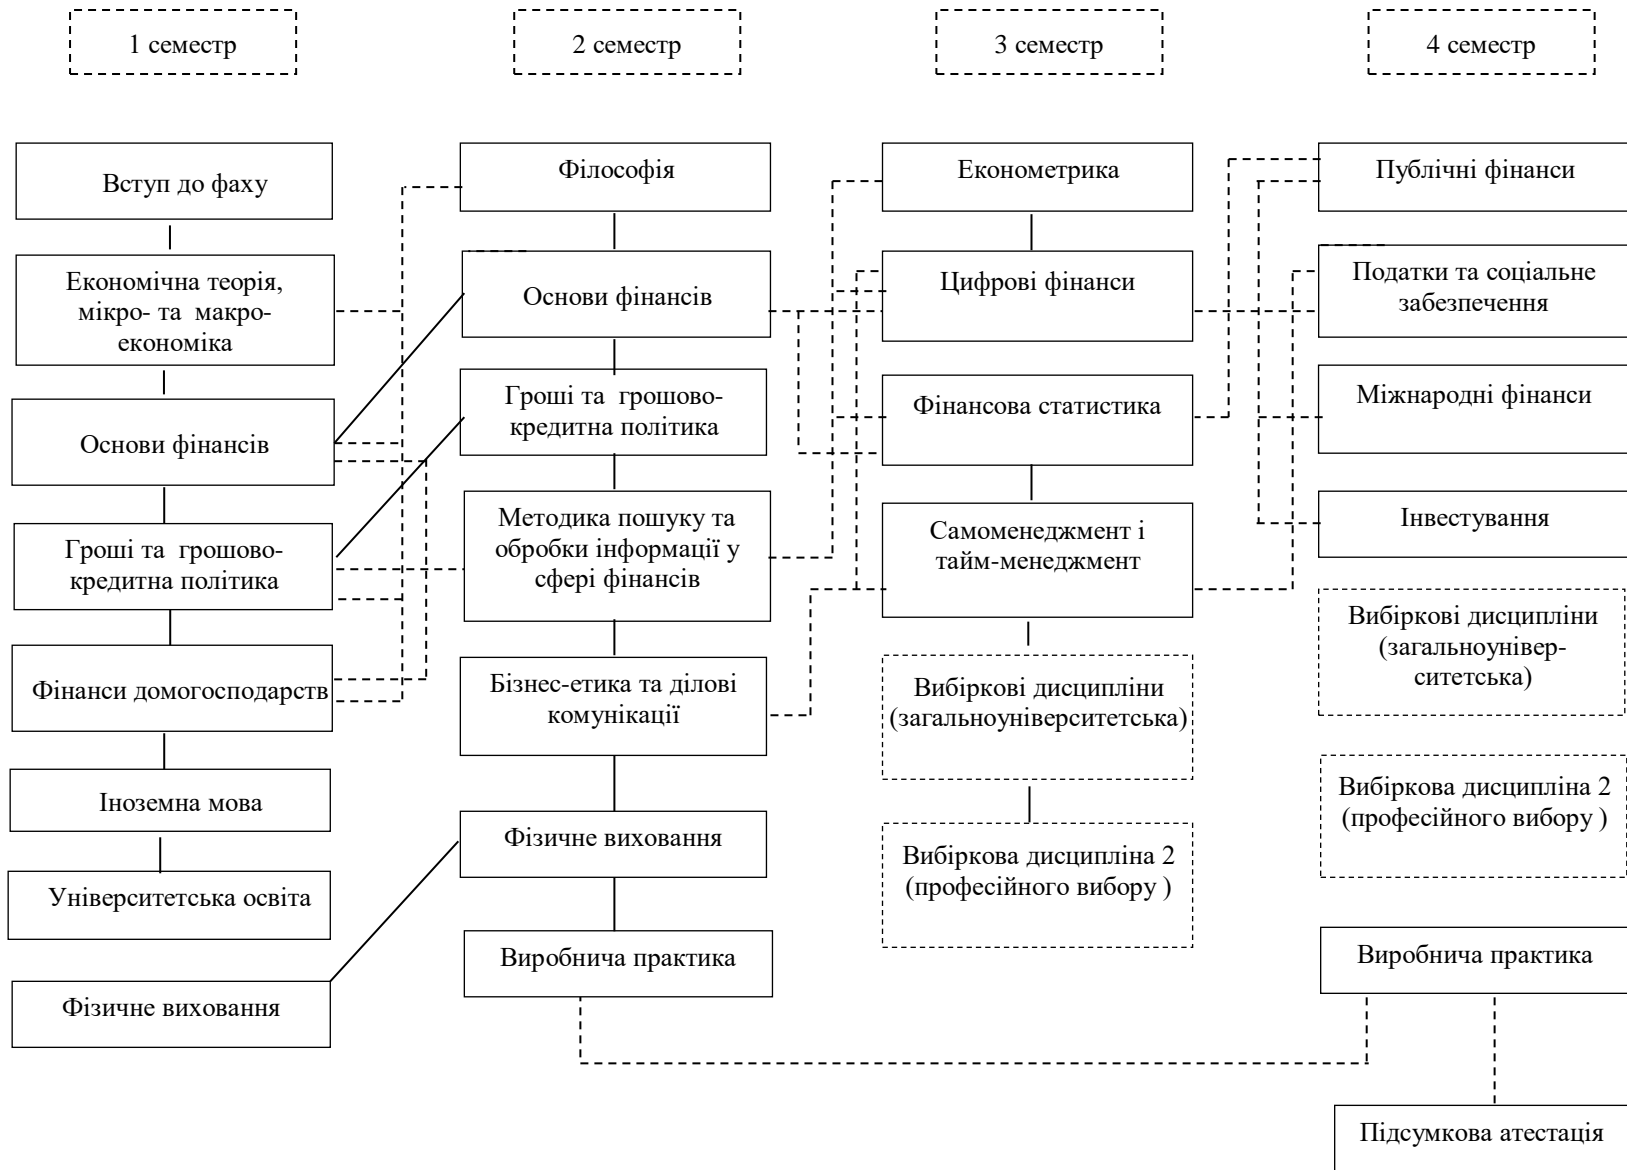 1 семестр
2 семестр
3 семестр
4 семестр
Вступ до фаху
Економічна теорія,
мікро- та макро-
економіка
Основи фінансів
Гроші та грошово-
кредитна політика
Фінанси домогосподарств
Іноземна мова
Університетська освіта
Фізичне виховання
Філософія
Основи фінансів
Гроші та грошово-
кредитна політика
Методика пошуку та
обробки інформації у
сфері фінансів
Бізнес-етика та ділові
комунікації
Фізичне виховання
Виробнича практика
Економетрика
Цифрові фінанси
Фінансова статистика
Самоменеджмент і
тайм-менеджмент
Вибіркові дисципліни
(загальноуніверситетська)
Вибіркова дисципліна 2
(професійного вибору )
Публічні фінанси
Податки та соціальне
забезпечення
Міжнародні фінанси
Інвестування
Вибіркові дисципліни
(загальноунівер-
ситетська)
Вибіркова дисципліна 2
(професійного вибору )
Виробнича практика
Підсумкова атестація